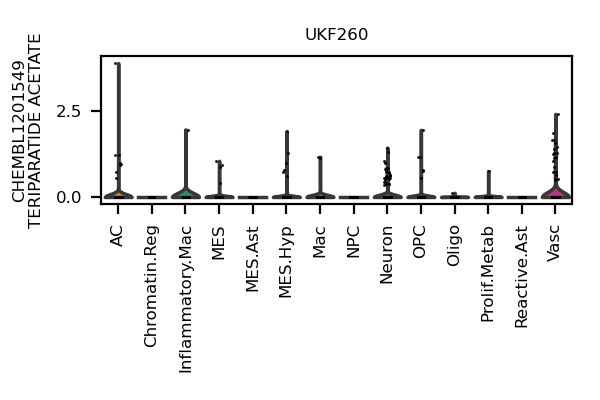 UKF260
CHEMBL1201549
TERIPARATIDE ACETATE
2.5
0.0
AC
Chromatin.Reg
Inflammatory.Mac
MES
MES.Ast
MES.Hyp
Mac
NPC
Neuron
OPC
Oligo
Prolif.Metab
Reactive.Ast
Vasc